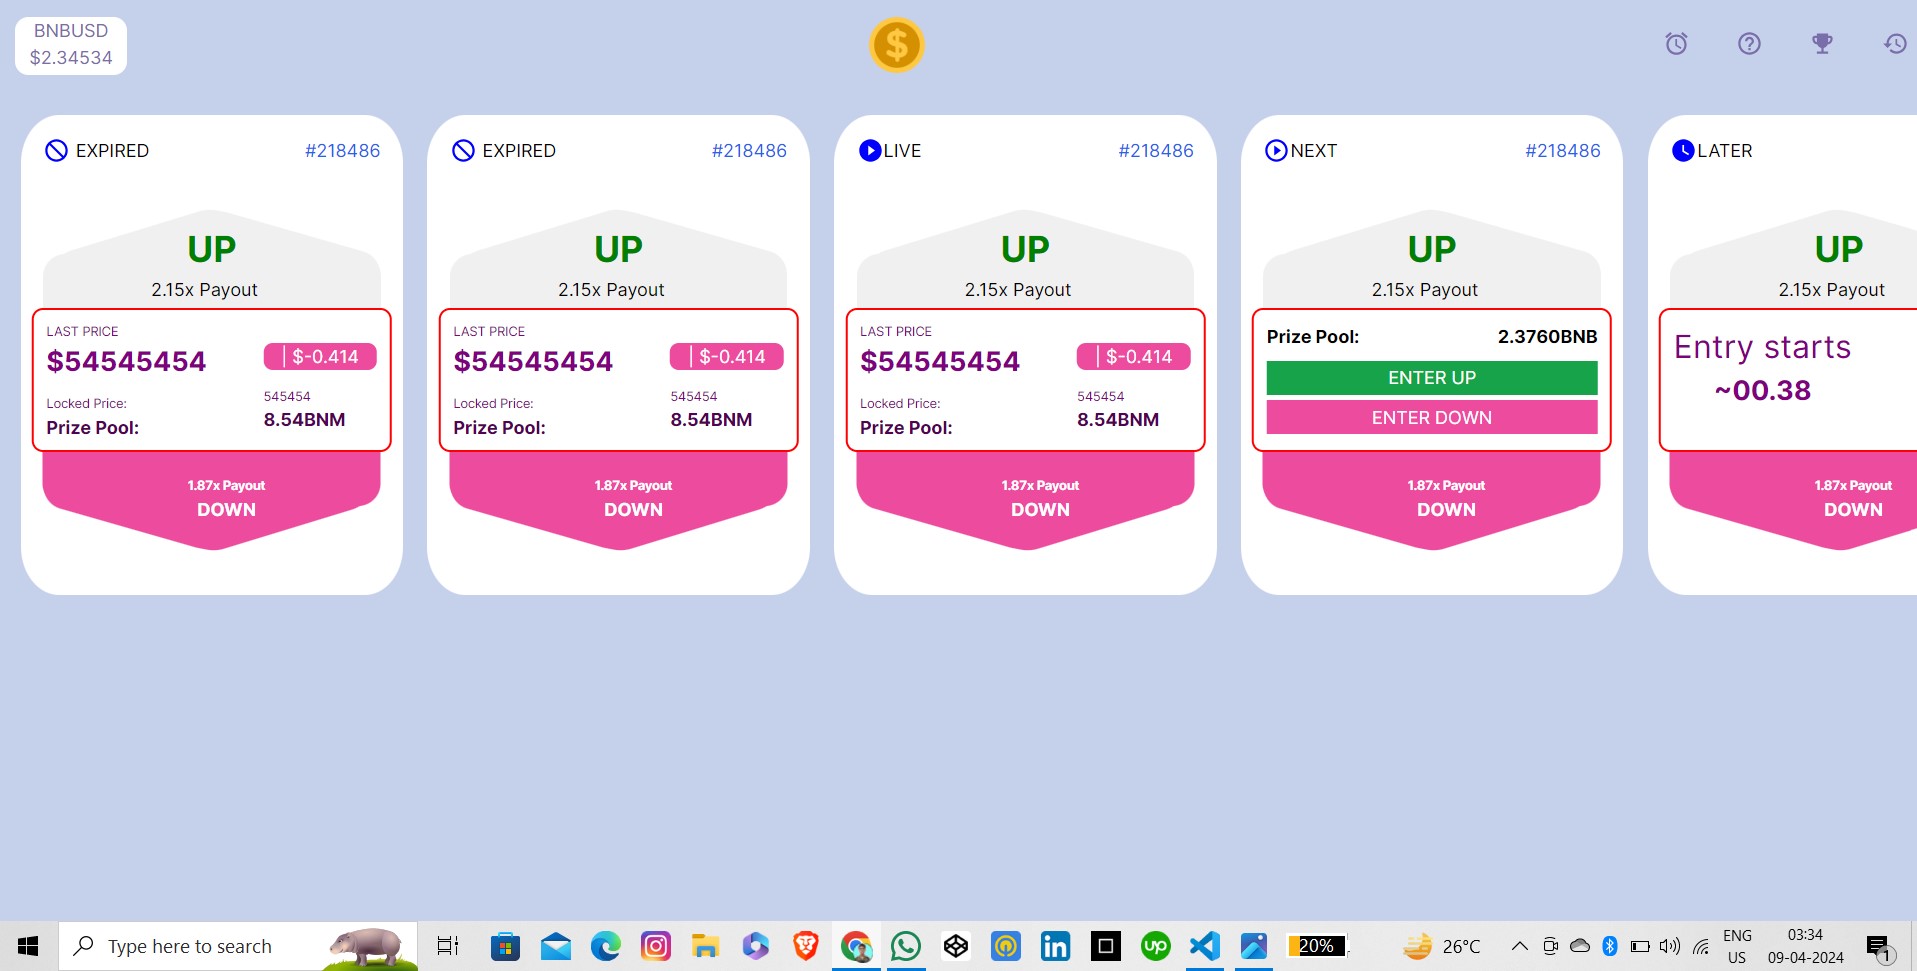 BNBUSD
$2.34534
$
EXPIRED #218486
UP
2.15x Payout
LAST PRICE
$54545454 | $-0.414
545454
Locked Price:
8.54BNM
Prize Pool:
1.87x Payout
DOWN
EXPIRED #218486
UP
2.15x Payout
LAST PRICE
$54545454 | $-0.414
545454
Locked Price:
8.54BNM
Prize Pool:
1.87x Payout
DOWN
LIVE #218486
UP
2.15x Payout
LAST PRICE
$54545454 | $-0.414
545454
Locked Price:
8.54BNM
Prize Pool:
1.87x Payout
DOWN
NEXT #218486
UP
2.15x Payout
Prize Pool: 2.3760BNB
ENTER UP
ENTER DOWN
1.87x Payout
DOWN
LATER
UP
2.15x Payout
Entry starts
~00.38
1.87x Payout
DOWN
Type here to search
in
up
20%
26°C
ENG
US
03:34
09-04-2024
1